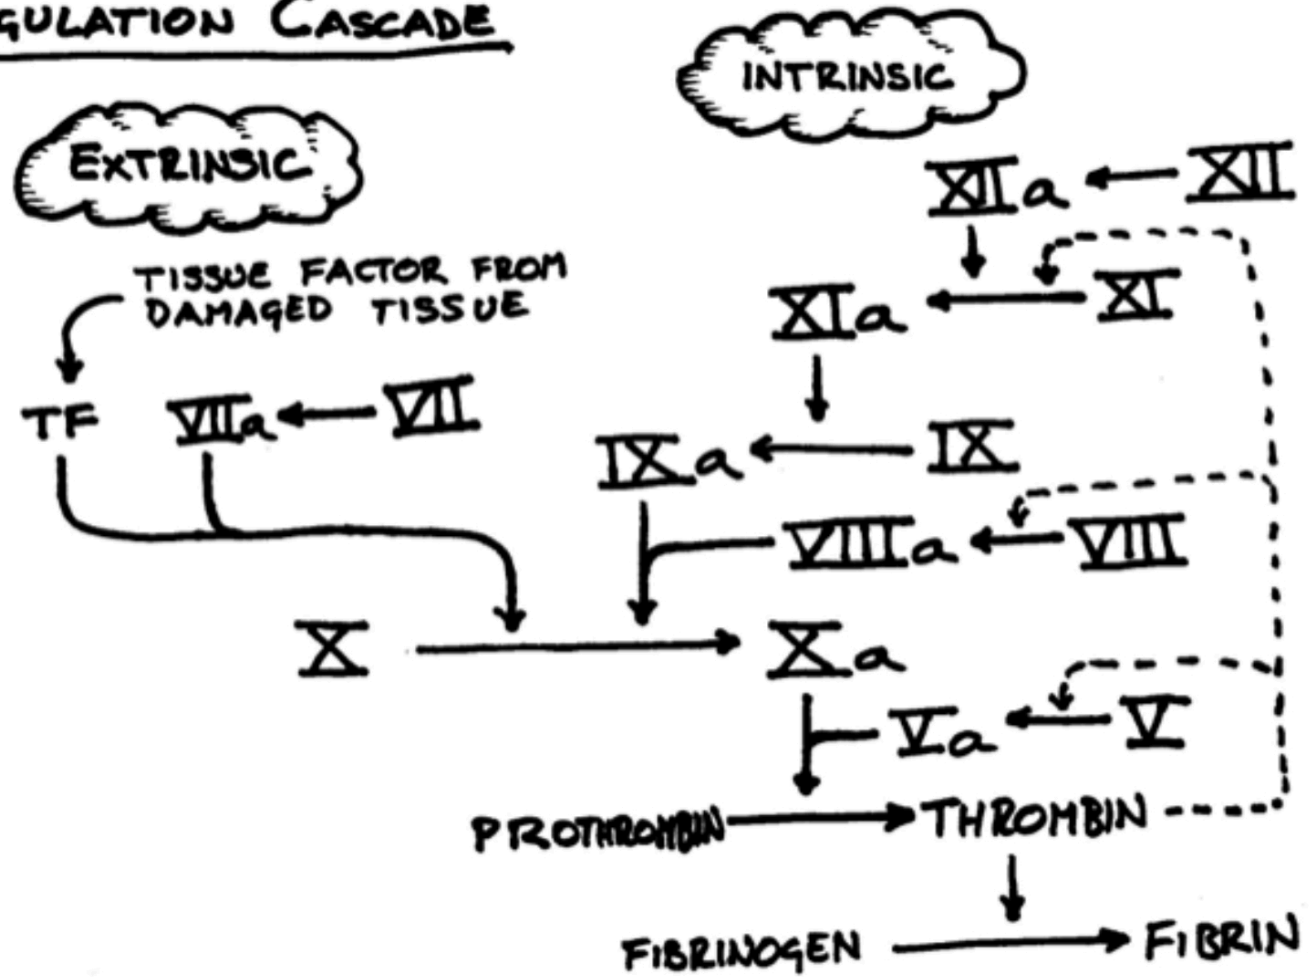 GULATION CASCADE
INTRINSIC
EXTRINSIC
XIIa
XII
TISSUE FACTOR FROM
DAMAGED TISSUE
XIa
XI
TF
VIIa
VII
IXa
IX
VIIIa
VIII
X
Xa
Va
V
PROTHROMBIN
THROMBIN
FIBRINOGEN
FIBRIN